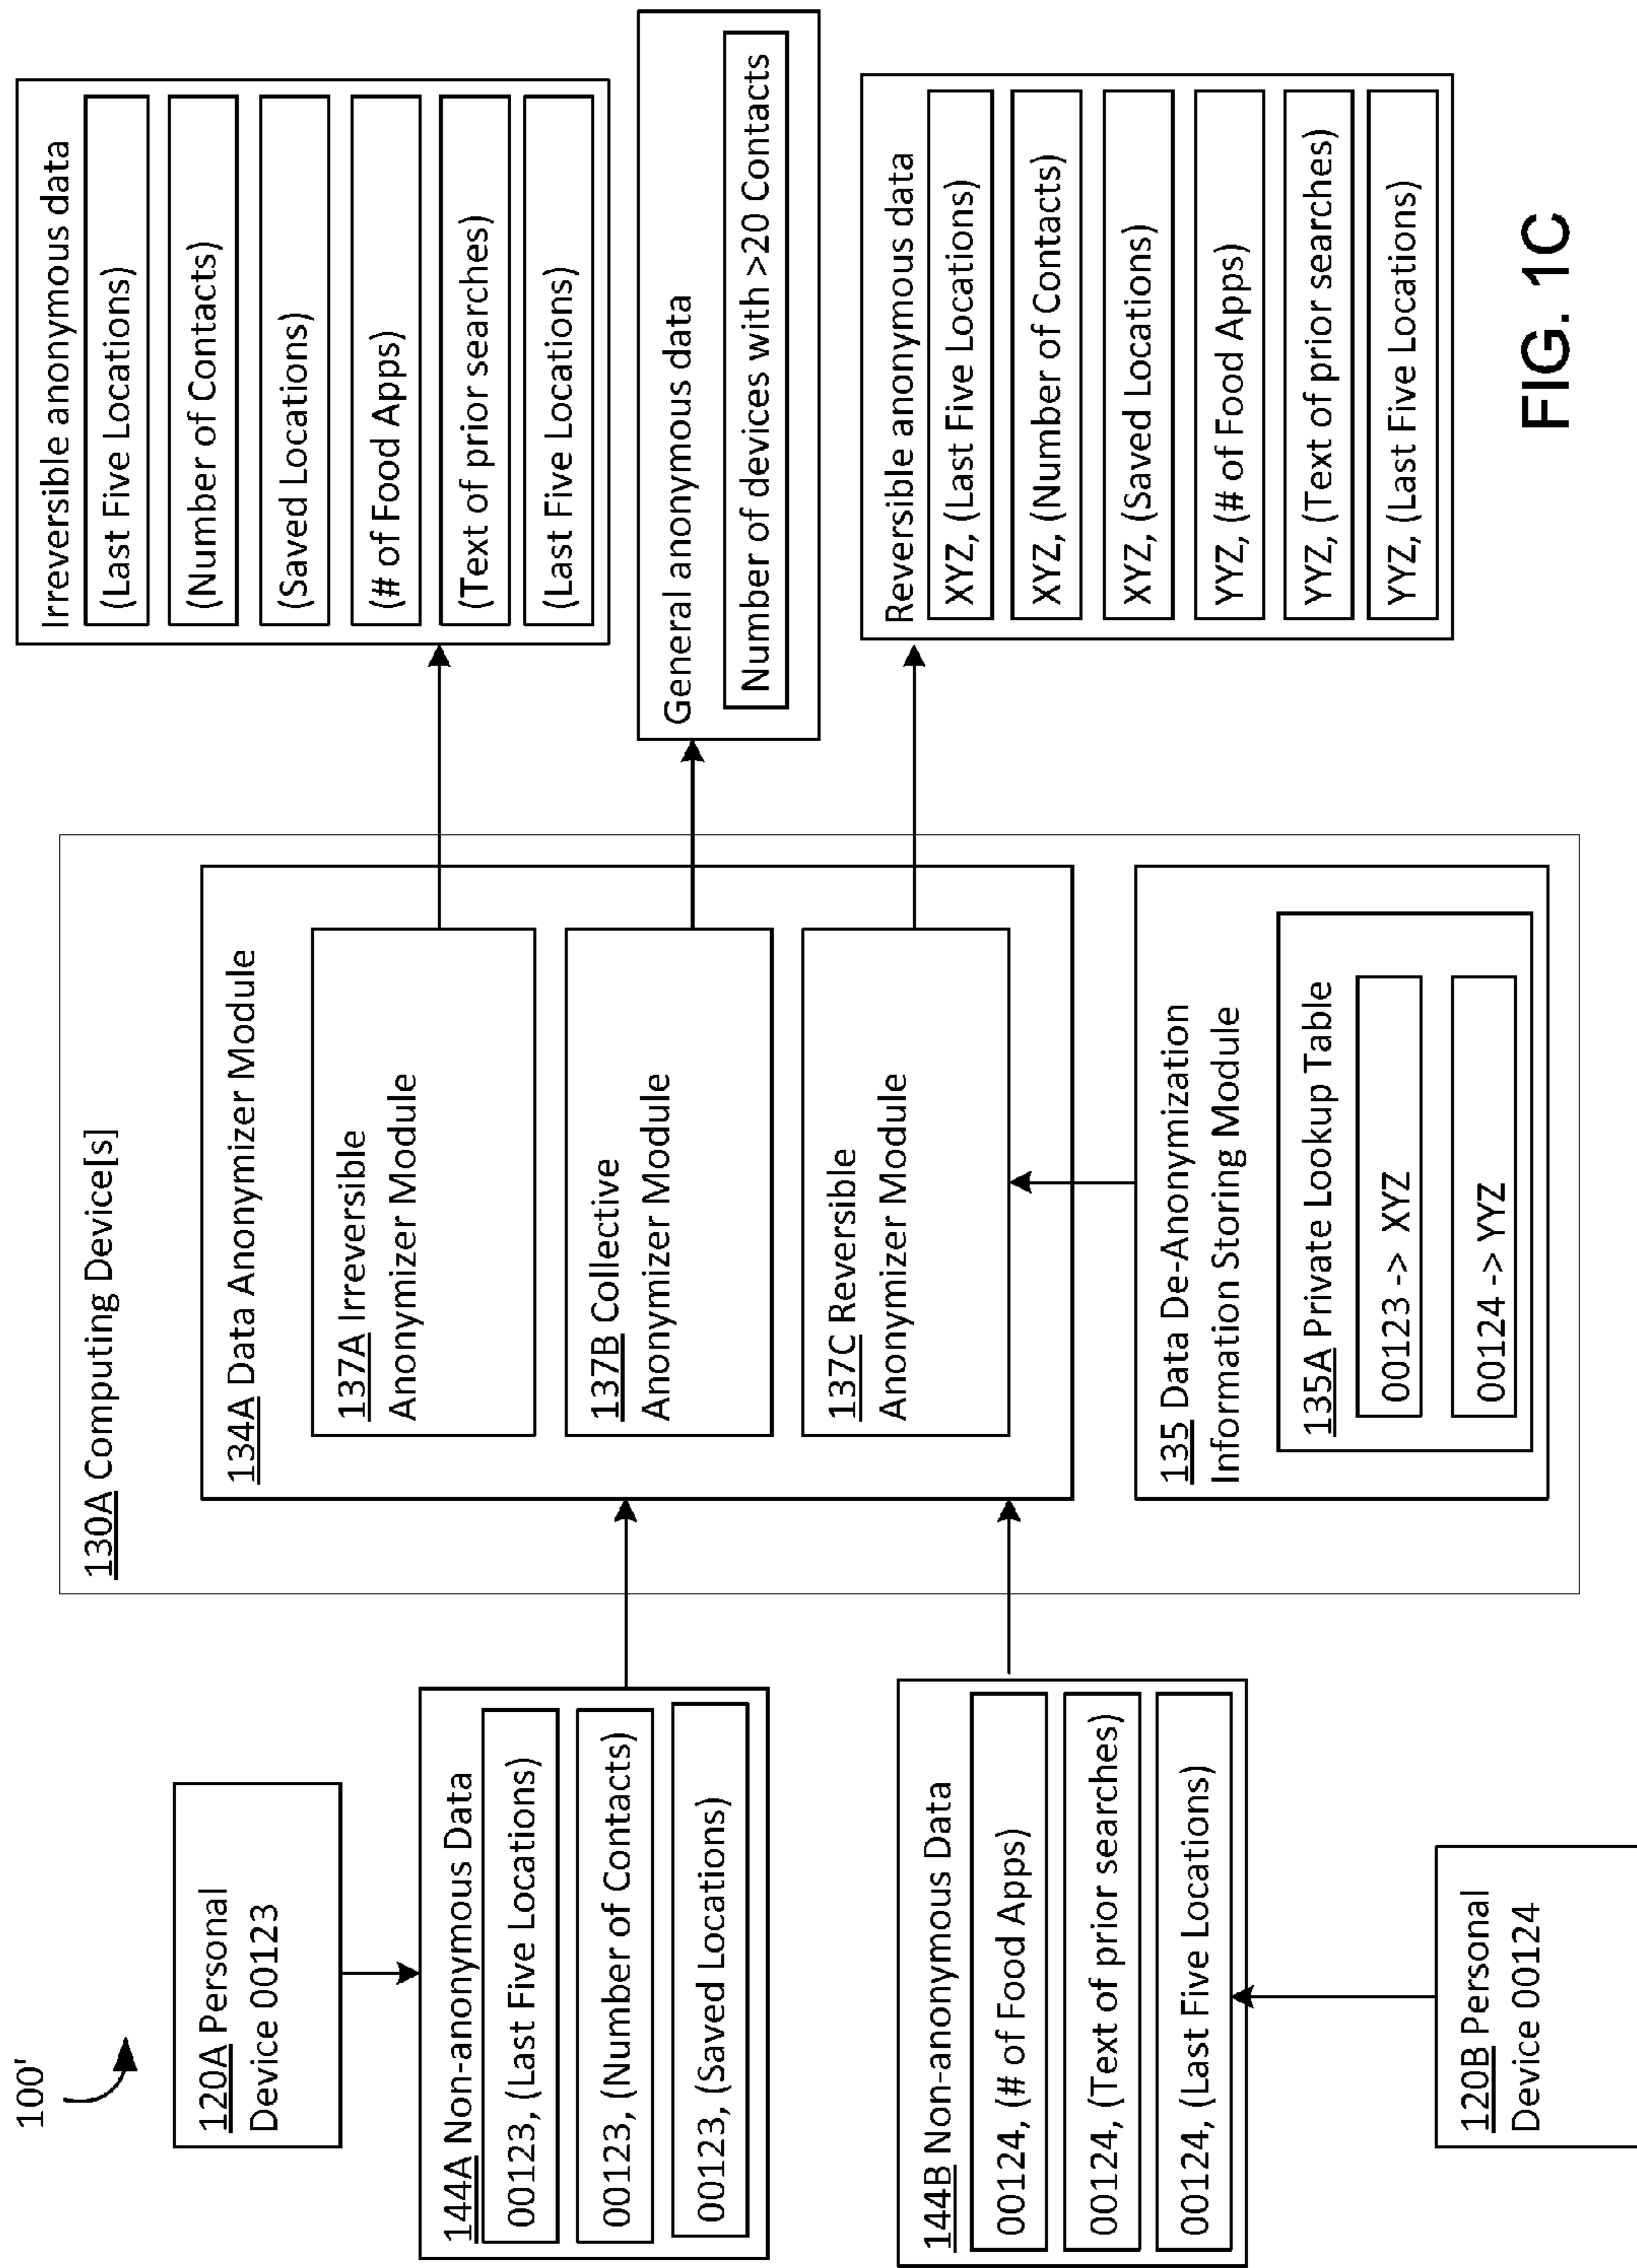 100'
120A Personal
Device 00123
144A Non-anonymous Data
00123, (Last Five Locations)
00123, (Number of Contacts)
00123, (Saved Locations)
144B Non-anonymous Data
00124, (# of Food Apps)
00124, (Text of prior searches)
00124, (Last Five Locations)
120B Personal
Device 00124
130A Computing Device[s]
134A Data Anonymizer Module
137A Irreversible
Anonymizer Module
137B Collective
Anonymizer Module
137C Reversible
Anonymizer Module
135 Data De-Anonymization
Information Storing Module
135A Private Lookup Table
00123 -> XYZ
00124 -> YYZ
Irreversible anonymous data
(Last Five Locations)
(Number of Contacts)
(Saved Locations)
(# of Food Apps)
(Text of prior searches)
(Last Five Locations)
General anonymous data
Number of devices with >20 Contacts
Reversible anonymous data
XYZ, (Last Five Locations)
XYZ, (Number of Contacts)
XYZ, (Saved Locations)
YYZ, (# of Food Apps)
YYZ, (Text of prior searches)
YYZ, (Last Five Locations)
FIG. 1C